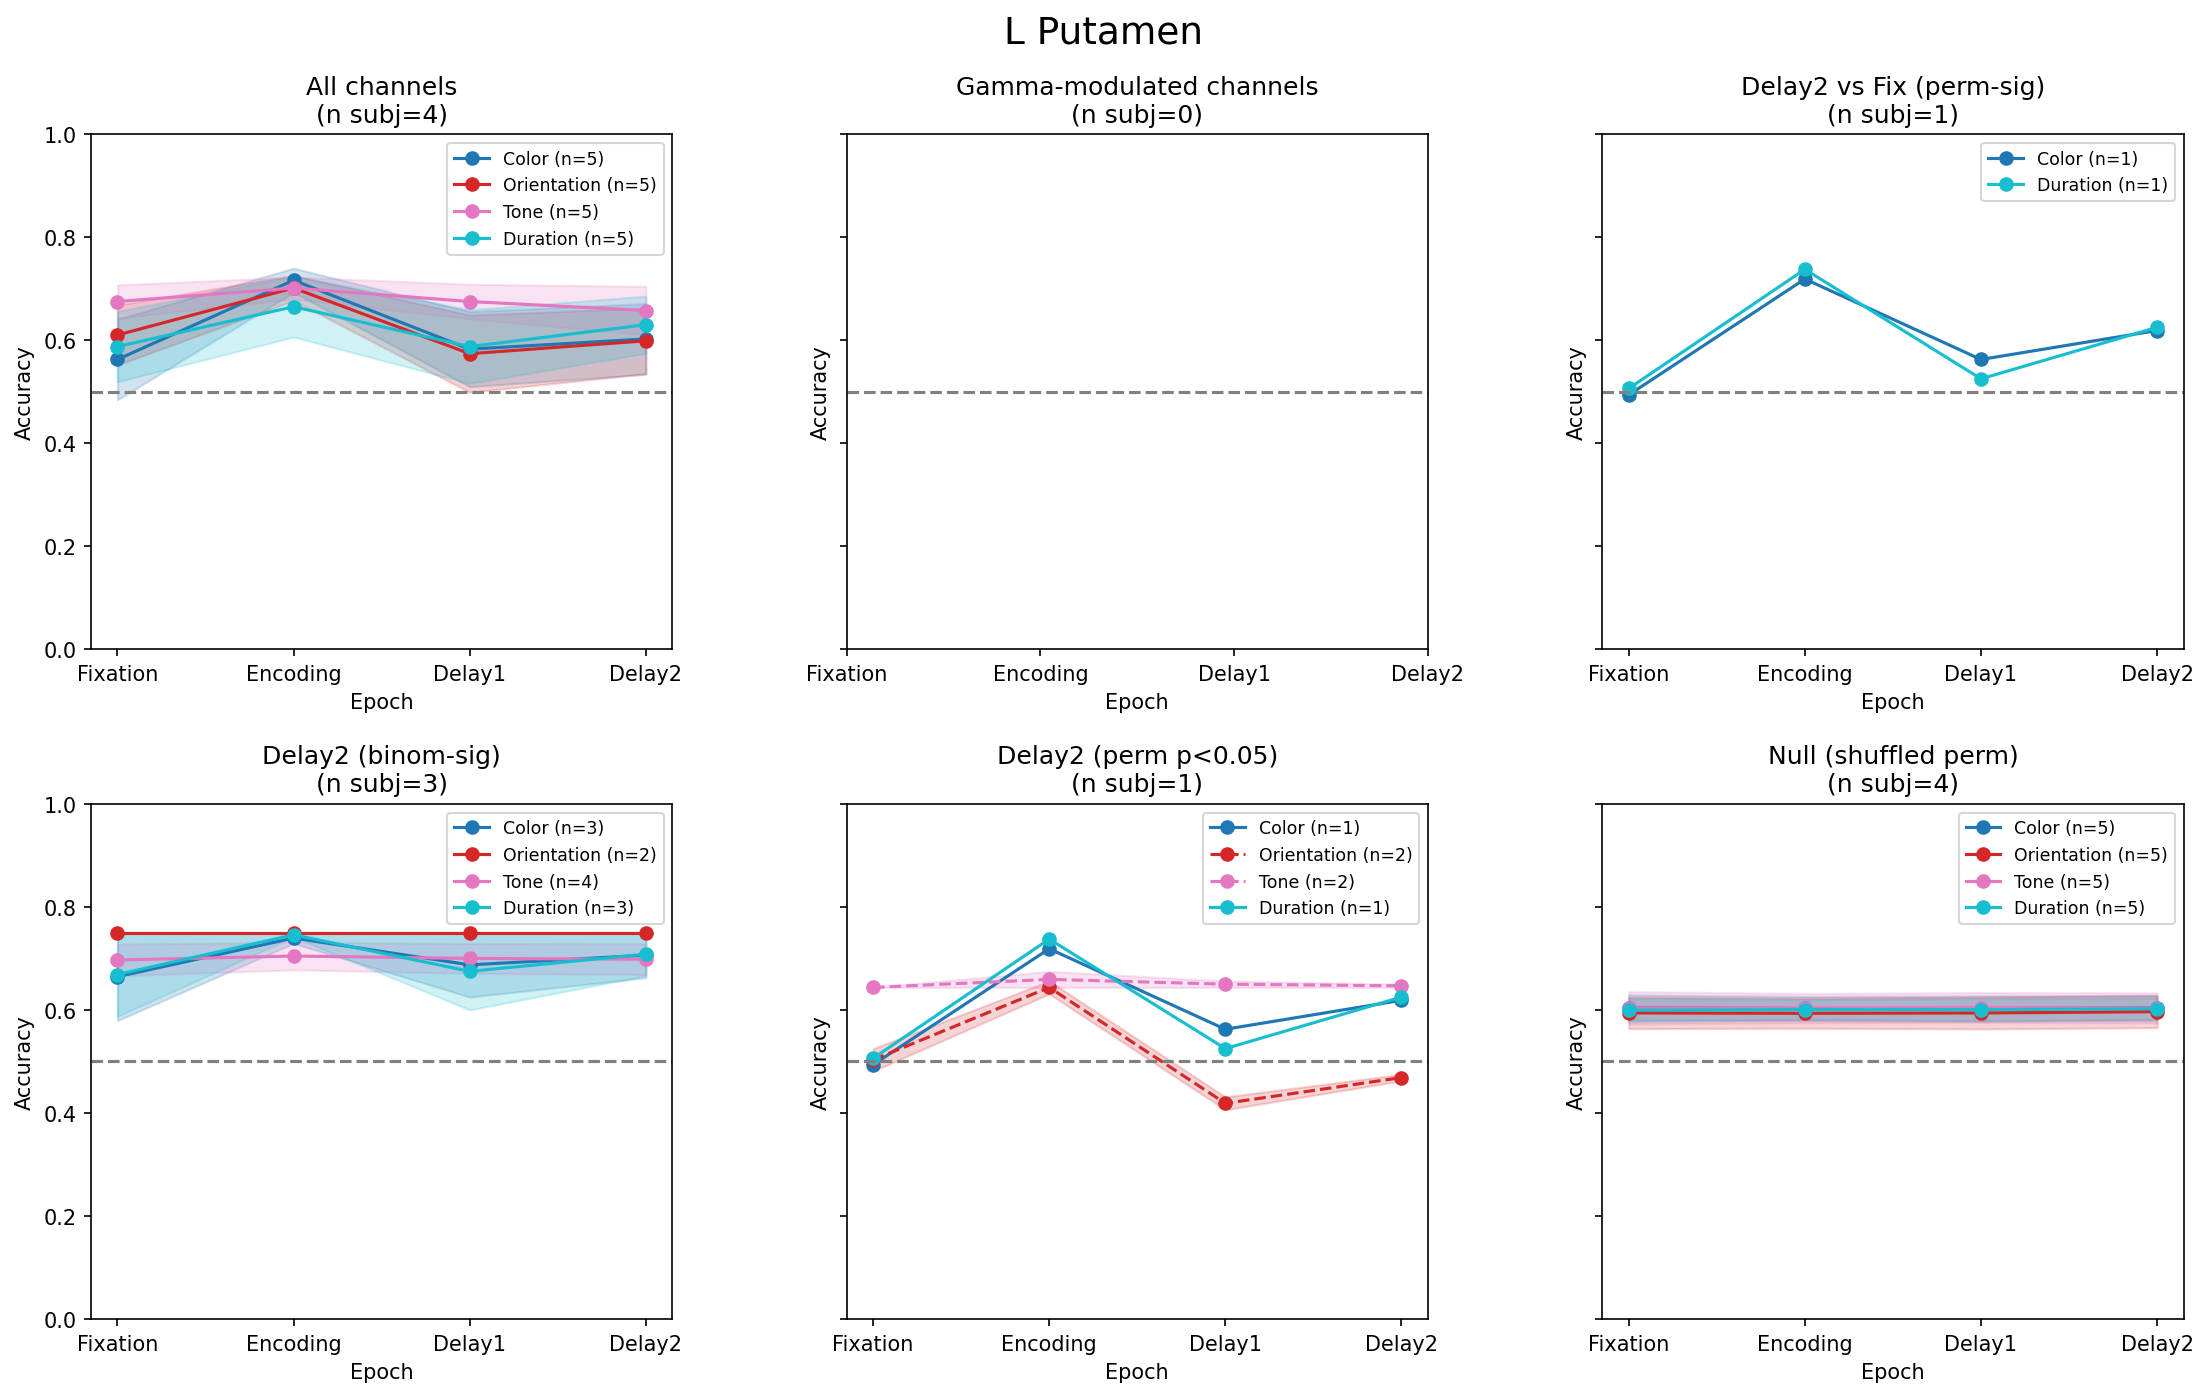 L Putamen
All channels
(n subj=4)
1.0
0.8
0.6
0.4
0.2
0.0
Accuracy
Color (n=5)
Orientation (n=5)
Tone (n=5)
Duration (n=5)
Fixation
Encoding
Delay1
Delay2
Epoch
Gamma-modulated channels
(n subj=0)
Accuracy
Fixation
Encoding
Delay1
Delay2
Epoch
Delay2 vs Fix (perm-sig)
(n subj=1)
Accuracy
Color (n=1)
Duration (n=1)
Fixation
Encoding
Delay1
Delay2
Epoch
Delay2 (binom-sig)
(n subj=3)
1.0
0.8
0.6
0.4
0.2
0.0
Accuracy
Color (n=3)
Orientation (n=2)
Tone (n=4)
Duration (n=3)
Fixation
Encoding
Delay1
Delay2
Epoch
Delay2 (perm p<0.05)
(n subj=1)
Accuracy
Color (n=1)
Orientation (n=2)
Tone (n=2)
Duration (n=1)
Fixation
Encoding
Delay1
Delay2
Epoch
Null (shuffled perm)
(n subj=4)
Accuracy
Color (n=5)
Orientation (n=5)
Tone (n=5)
Duration (n=5)
Fixation
Encoding
Delay1
Delay2
Epoch